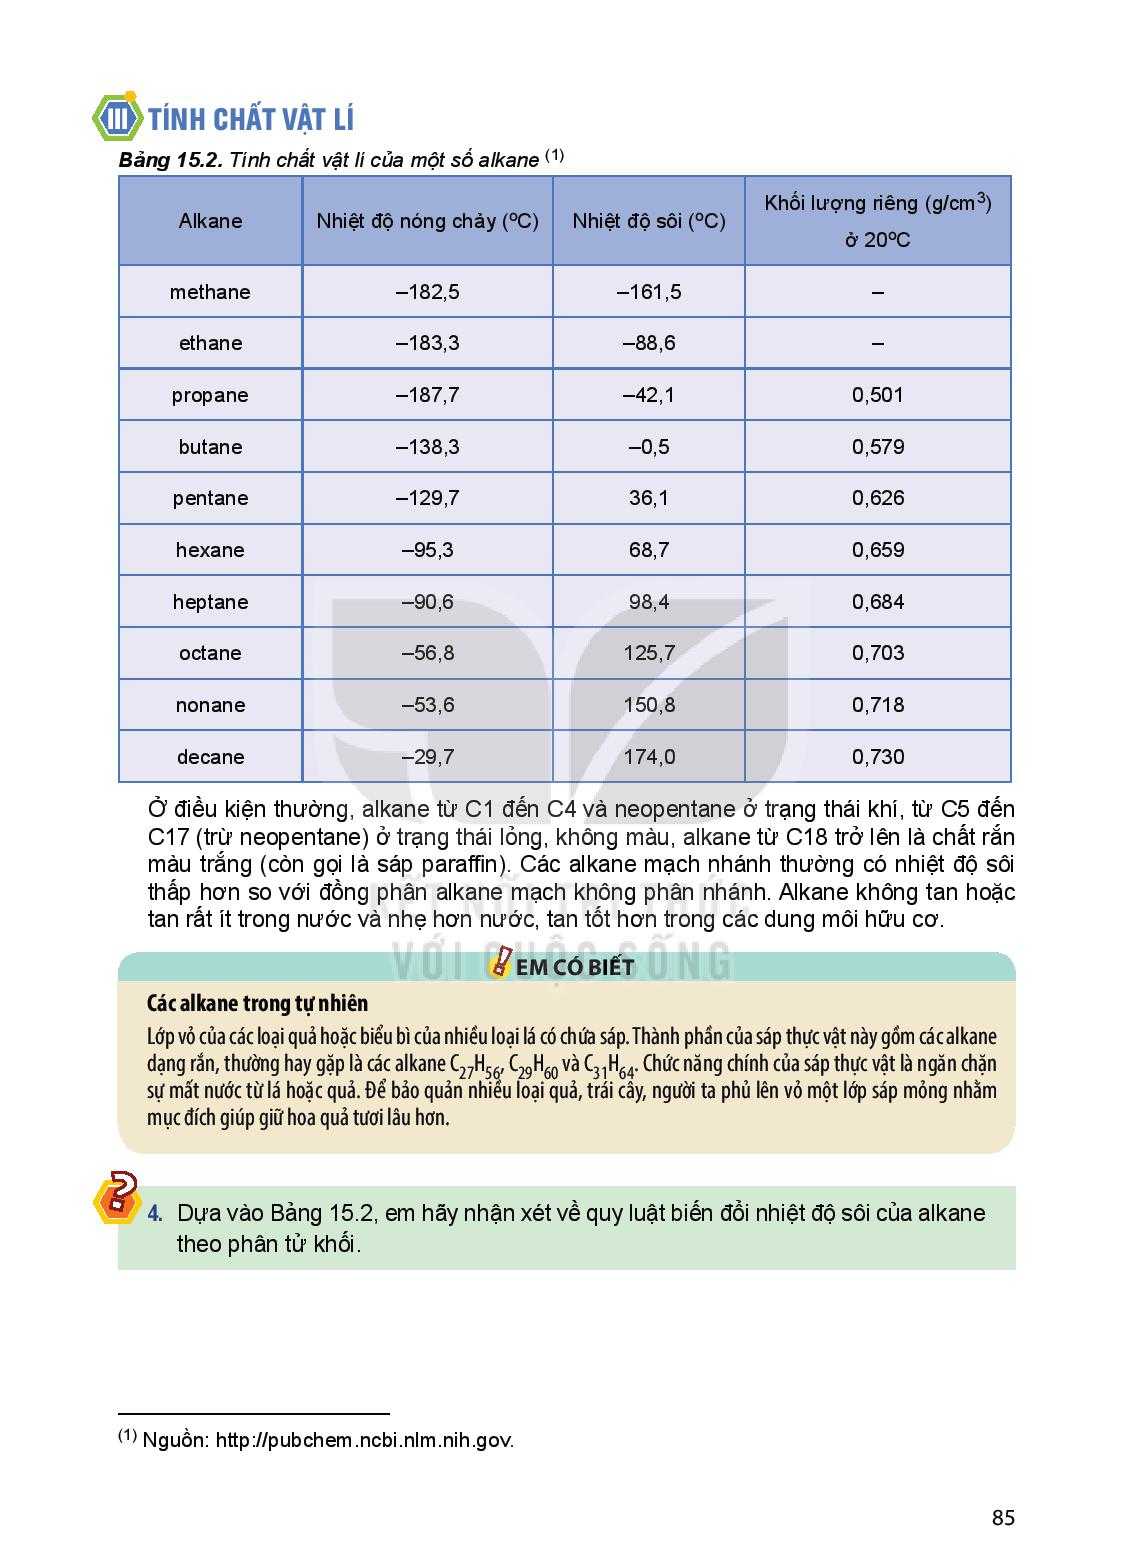 III TÍNH CHẤT VẬT LÍ
Bảng 15.2. Tính chất vật lí của một số alkane (1)
Alkane Nhiệt độ nóng chảy (ºC) Nhiệt độ sôi (ºC) Khối lượng riêng (g/cm³) ở 20ºC
methane –182,5 –161,5 –
ethane –183,3 –88,6 –
propane –187,7 –42,1 0,501
butane –138,3 –0,5 0,579
pentane –129,7 36,1 0,626
hexane –95,3 68,7 0,659
heptane –90,6 98,4 0,684
octane –56,8 125,7 0,703
nonane –53,6 150,8 0,718
decane –29,7 174,0 0,730
Ở điều kiện thường, alkane từ C1 đến C4 và neopentane ở trạng thái khí, từ C5 đến
C17 (trừ neopentane) ở trạng thái lỏng, không màu, alkane từ C18 trở lên là chất rắn
màu trắng (còn gọi là sáp paraffin). Các alkane mạch nhánh thường có nhiệt độ sôi
thấp hơn so với đồng phân alkane mạch không phân nhánh. Alkane không tan hoặc
tan rất ít trong nước và nhẹ hơn nước, tan tốt hơn trong các dung môi hữu cơ.
KẾT NỐI TRI THỨC
VỚI CUỘC SỐNG
EM CÓ BIẾT
Các alkane trong tự nhiên
Lớp vỏ của các loại quả hoặc biểu bì của nhiều loại lá có chứa sáp. Thành phần của sáp thực vật này gồm các alkane
dạng rắn, thường hay gặp là các alkane C₂₇H₅₆, C₂₉H₆₀ và C₃₁H₆₄. Chức năng chính của sáp thực vật là ngăn chặn
sự mất nước từ lá hoặc quả. Để bảo quản nhiều loại quả, trái cây, người ta phủ lên vỏ một lớp sáp mỏng nhằm
mục đích giúp giữ hoa quả tươi lâu hơn.
4. Dựa vào Bảng 15.2, em hãy nhận xét về quy luật biến đổi nhiệt độ sôi của alkane
theo phân tử khối.
(1) Nguồn: http://pubchem.ncbi.nlm.nih.gov.
85